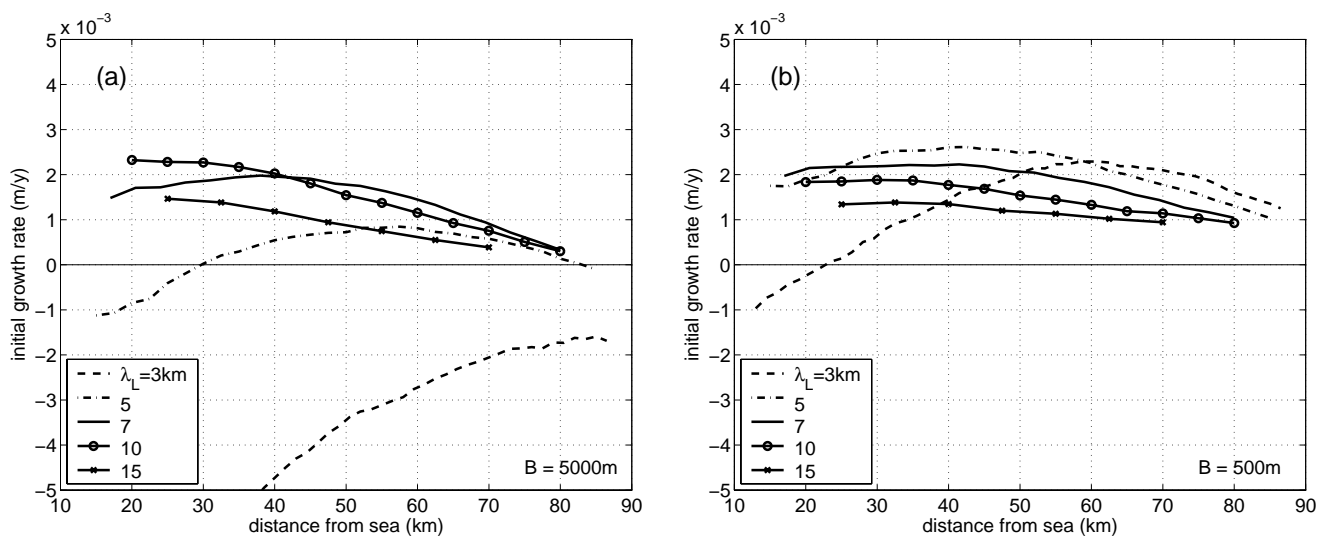 x 10⁻³
(a)
initial growth rate (m/y)
5
4
3
2
1
0
−1
−2
−3
−4
−5
λ_L=3km
5
7
10
15
B = 5000m
10 20 30 40 50 60 70 80 90
distance from sea (km)
x 10⁻³
(b)
initial growth rate (m/y)
5
4
3
2
1
0
−1
−2
−3
−4
−5
λ_L=3km
5
7
10
15
B = 500m
10 20 30 40 50 60 70 80 90
distance from sea (km)